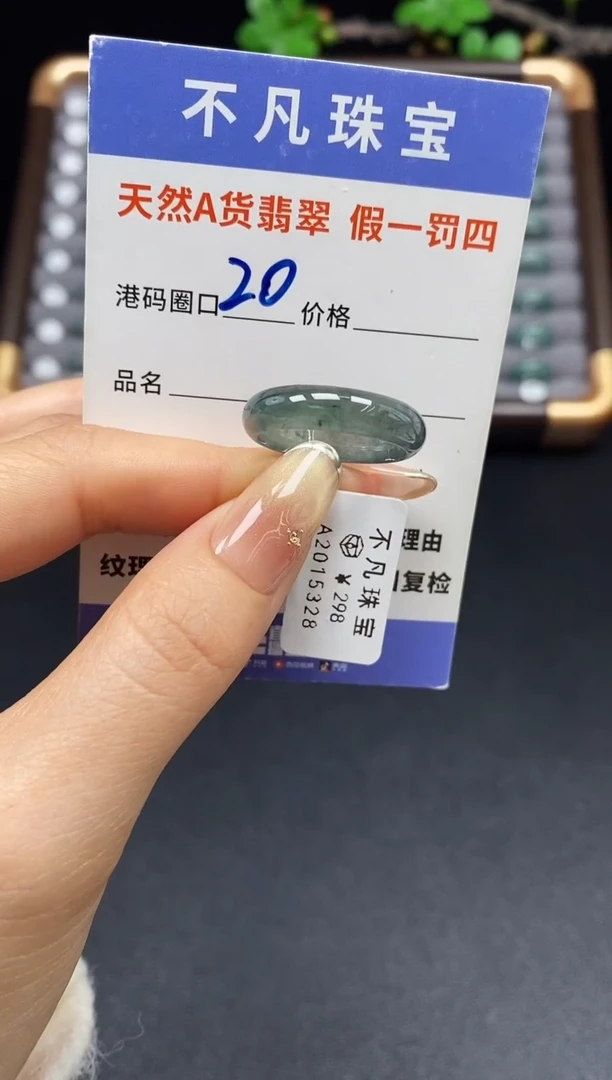 不凡珠宝
天然A货翡翠 假一罚四
港码圈口 20 价格
品名
理由
纹理
复检
不凡珠宝
¥298
A2015328